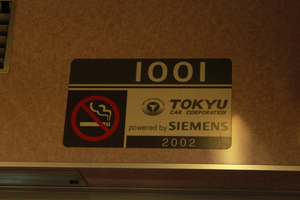 1001
TOKYU
CAR CORPORATION
powered by SIEMENS
2002